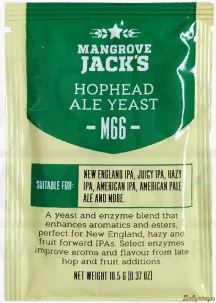 MANGROVE
JACK'S
HOPHEAD
ALE YEAST
- M66 -
SUITABLE FOR:
NEW ENGLAND IPA, JUICY IPA, HAZY
IPA, AMERICAN IPA, AMERICAN PALE
ALE AND MORE.
A yeast and enzyme blend that
enhances aromatics and esters,
perfect for New England, hazy and
fruit forward IPAs. Select enzymes
improve aroma and flavour from late
hop and fruit additions.
NET WEIGHT 10.5 G (0.37 OZ)